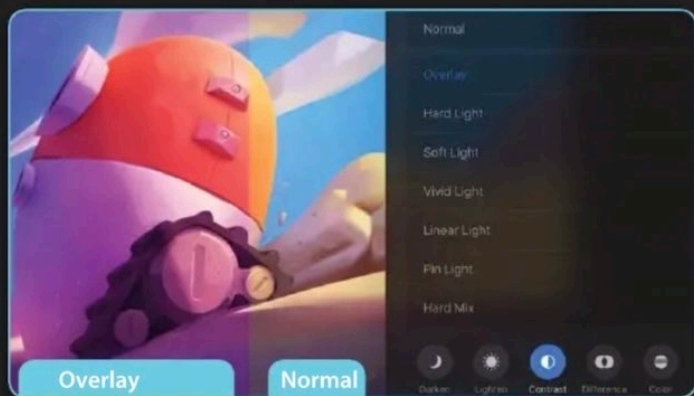 Normal
Overlay
Hard Light
Soft Light
Vivid Light
Linear Light
Pin Light
Hard Mix
Darken Lighten Contrast Difference Color
Overlay Normal